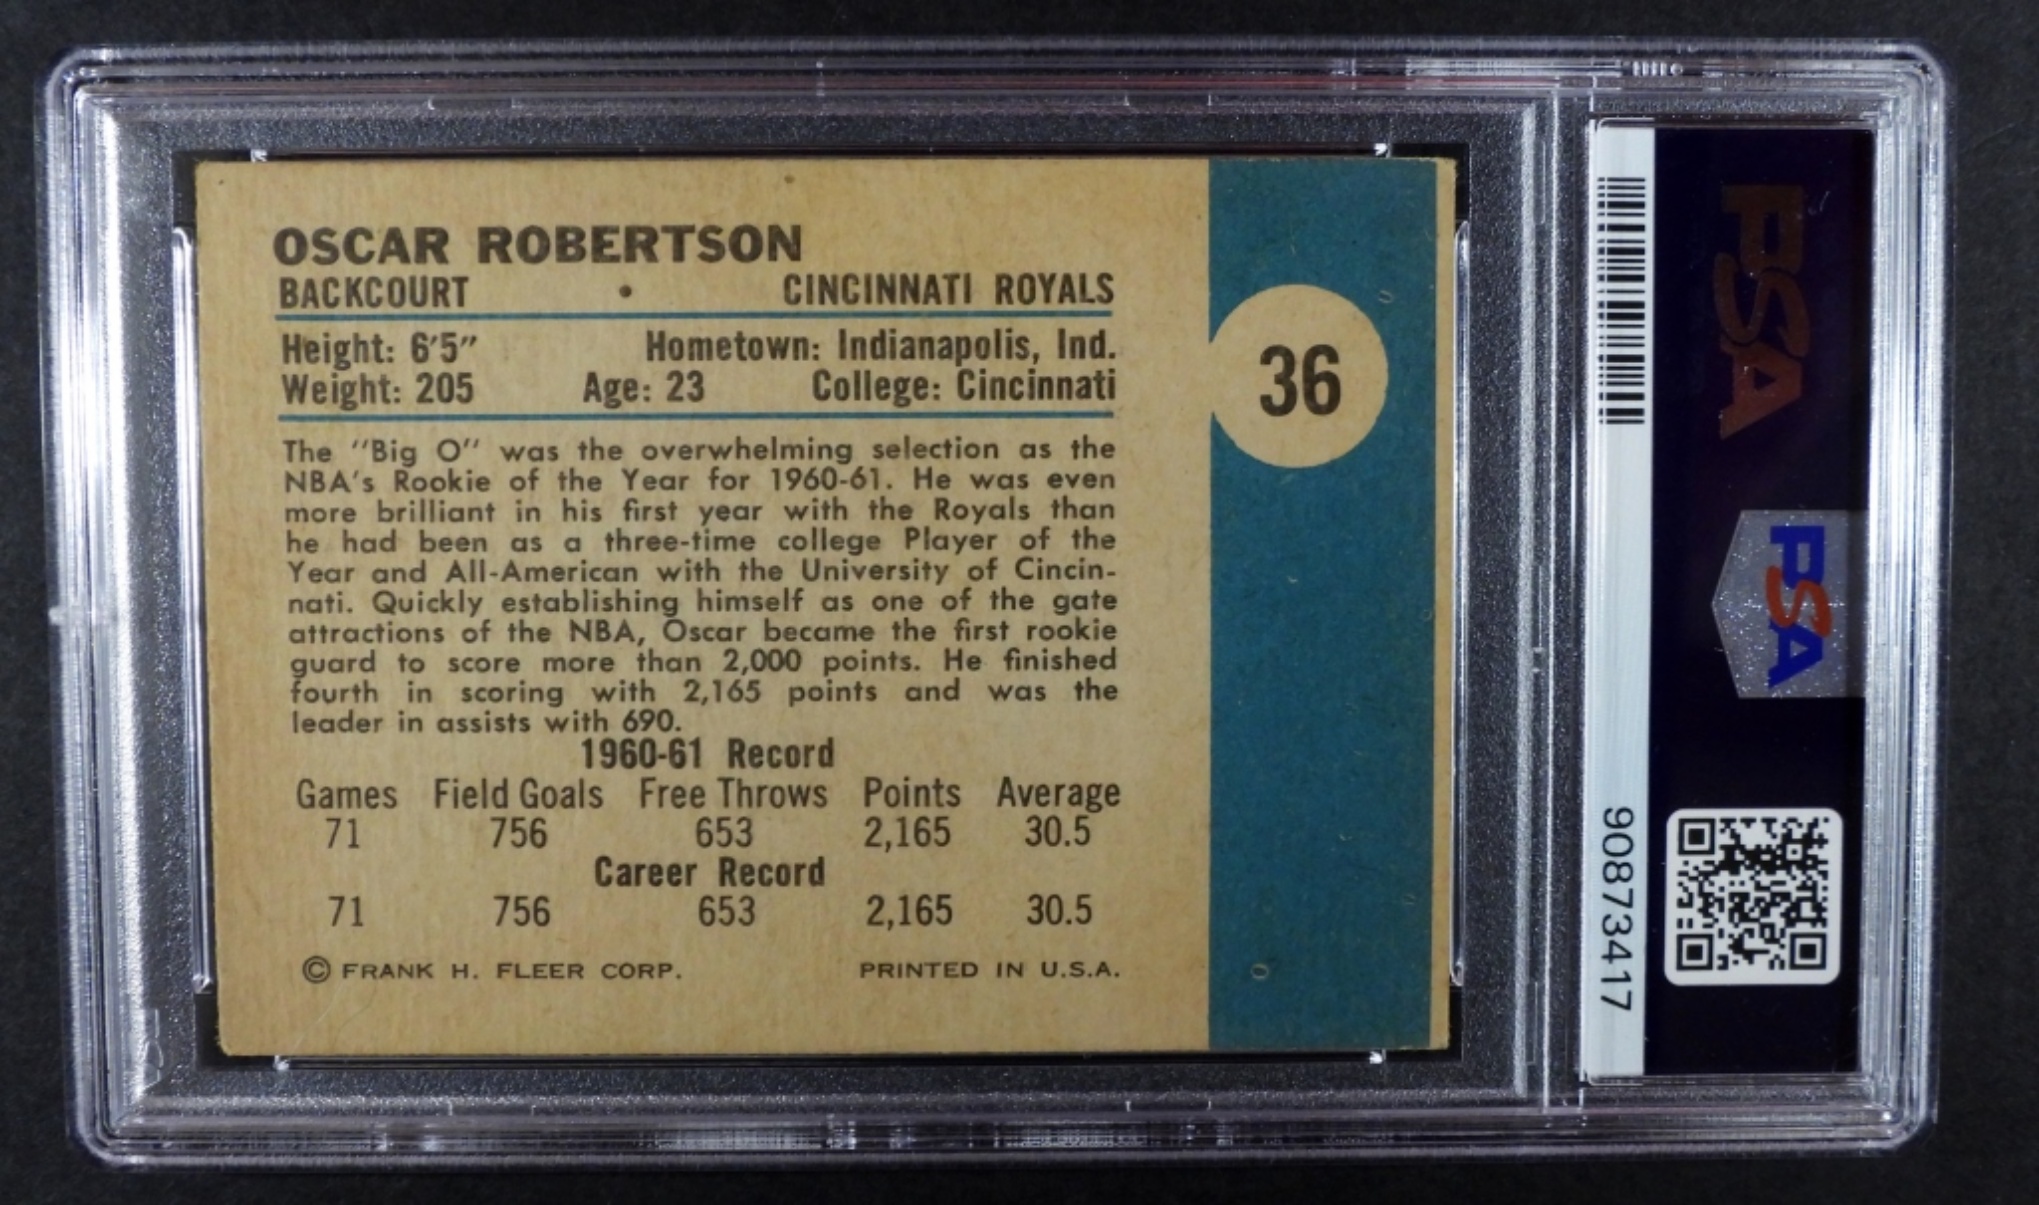 OSCAR ROBERTSON
BACKCOURT • CINCINNATI ROYALS
Height: 6'5" Hometown: Indianapolis, Ind.
Weight: 205 Age: 23 College: Cincinnati
The "Big O" was the overwhelming selection as the
NBA's Rookie of the Year for 1960-61. He was even
more brilliant in his first year with the Royals than
he had been as a three-time college Player of the
Year and All-American with the University of Cincin-
nati. Quickly establishing himself as one of the gate
attractions of the NBA, Oscar became the first rookie
guard to score more than 2,000 points. He finished
fourth in scoring with 2,165 points and was the
leader in assists with 690.
1960-61 Record
Games Field Goals Free Throws Points Average
71 756 653 2,165 30.5
Career Record
71 756 653 2,165 30.5
© FRANK H. FLEER CORP. PRINTED IN U.S.A.
36
90873417
PSA
PSA